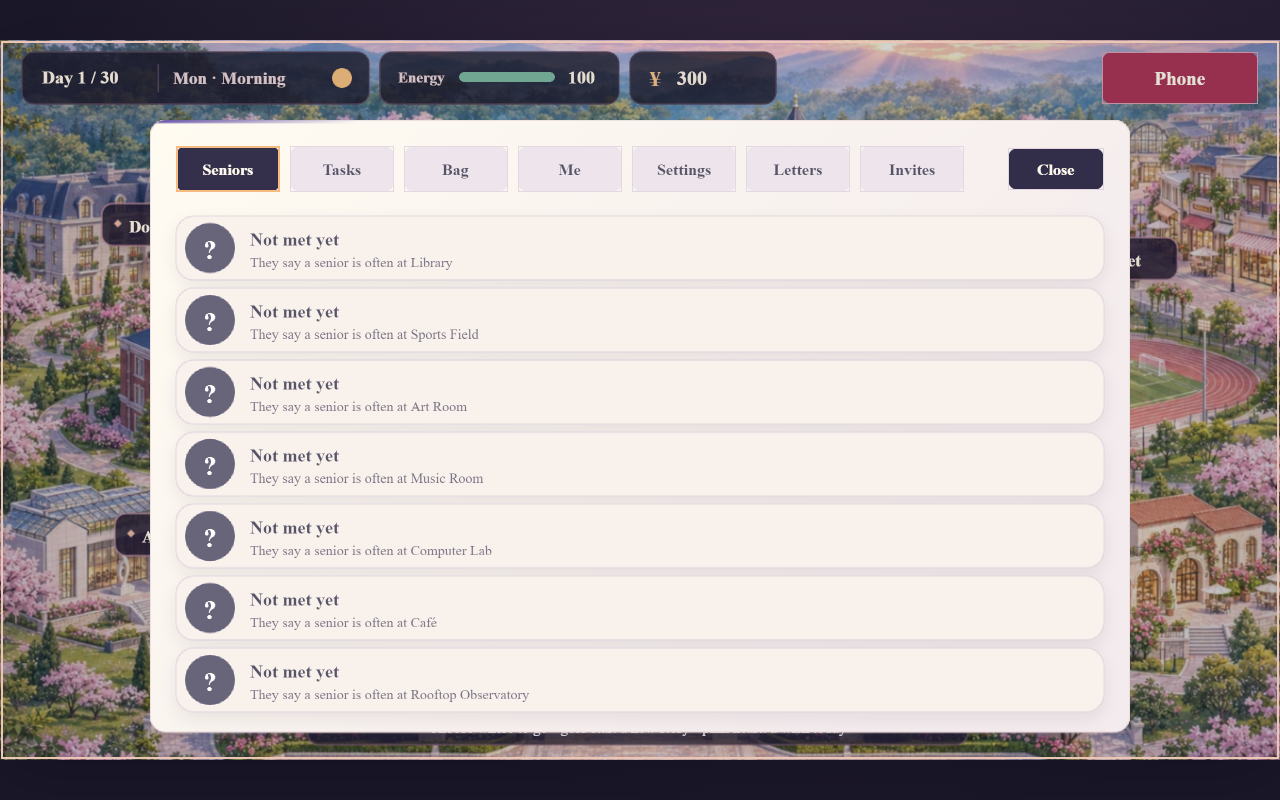 Day 1 / 30
Mon · Morning
Energy
100
¥ 300
Phone
Seniors
Tasks
Bag
Me
Settings
Letters
Invites
Close
?
Not met yet
They say a senior is often at Library
?
Not met yet
They say a senior is often at Sports Field
?
Not met yet
They say a senior is often at Art Room
?
Not met yet
They say a senior is often at Music Room
?
Not met yet
They say a senior is often at Computer Lab
?
Not met yet
They say a senior is often at Café
?
Not met yet
They say a senior is often at Rooftop Observatory
Do
et
A